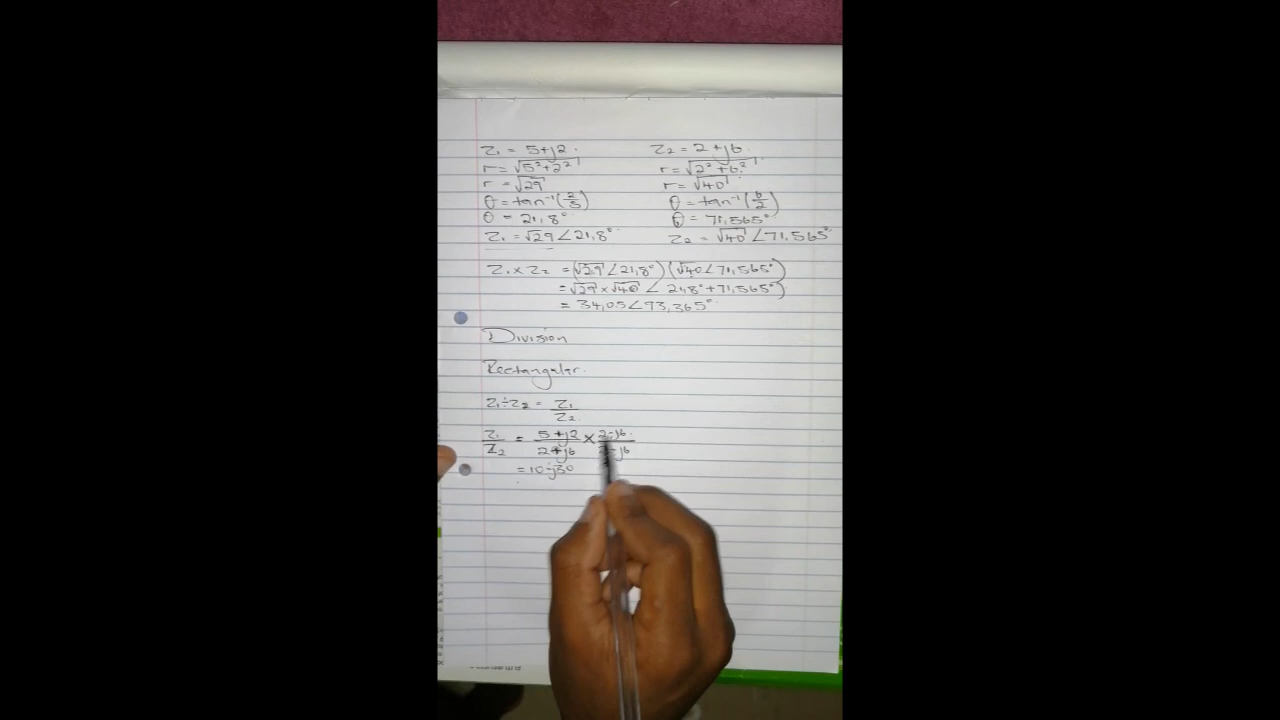 Z₁ = 5+j2. Z₂ = 2+j6.
r = √5²+2² r = √2²+6²
r = √29 r = √40
θ = tan⁻¹(2/5) θ = tan⁻¹(6/2)
θ = 21,8° θ = 71,565°
Z₁ = √29 ∠21,8° Z₂ = √40 ∠71,565°
Z₁ × Z₂ = (√29 ∠21,8°)(√40 ∠71,565°)
= √29 × √40 ∠ 21,8° + 71,565°)
= 34,05 ∠93,365°
Division
Rectangular.
Z₁ ÷ Z₂ = Z₁/Z₂
Z₁/Z₂ = 5+j2/2+j6 × 2-j6/2-j6
= 10-j30